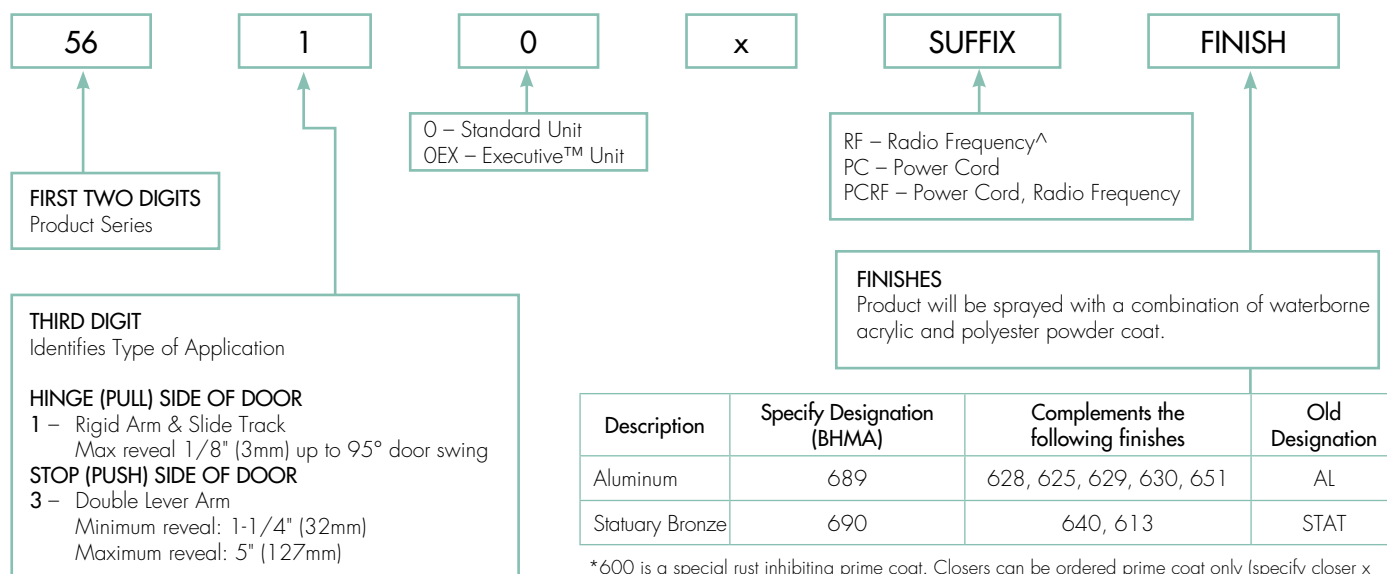 56 1 0 x SUFFIX FINISH
0 – Standard Unit
0EX – Executive™ Unit
RF – Radio Frequency^
PC – Power Cord
PCRF – Power Cord, Radio Frequency
FIRST TWO DIGITS
Product Series
FINISHES
Product will be sprayed with a combination of waterborne
acrylic and polyester powder coat.
THIRD DIGIT
Identifies Type of Application
HINGE (PULL) SIDE OF DOOR
1 – Rigid Arm & Slide Track
Max reveal 1/8" (3mm) up to 95° door swing
STOP (PUSH) SIDE OF DOOR
3 – Double Lever Arm
Minimum reveal: 1-1/4" (32mm)
Maximum reveal: 5" (127mm)
Description Specify Designation (BHMA) Complements the following finishes Old Designation
Aluminum 689 628, 625, 629, 630, 651 AL
Statuary Bronze 690 640, 613 STAT
*600 is a special rust inhibiting prime coat. Closers can be ordered prime coat only (specify closer x